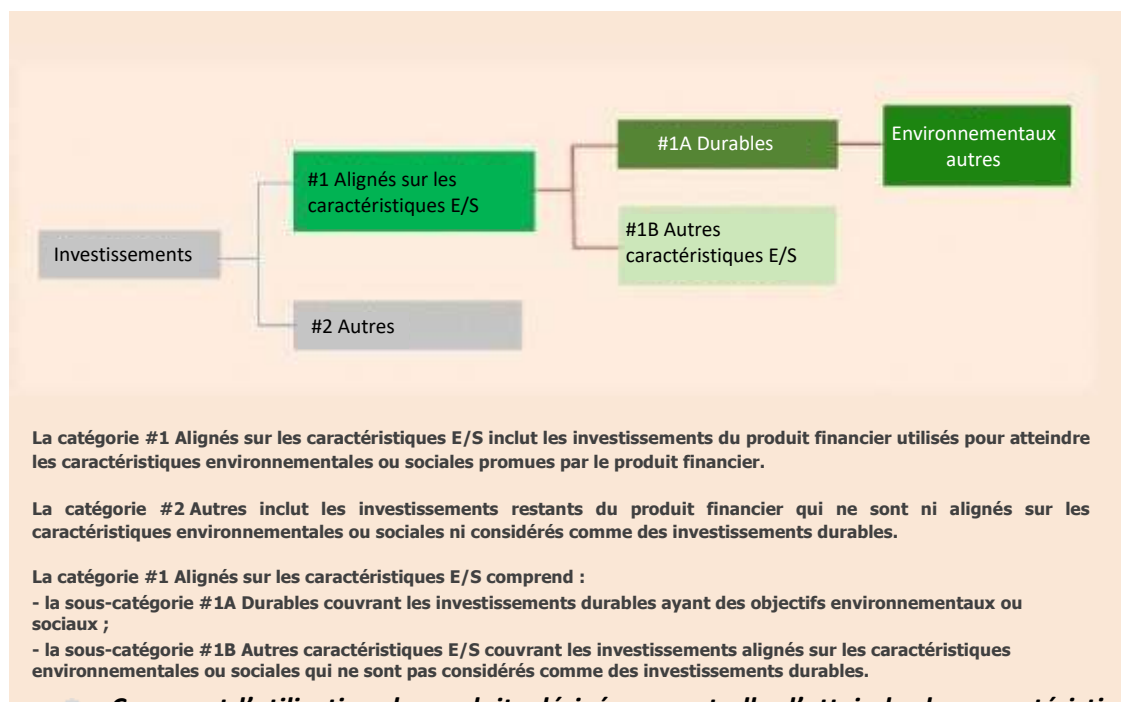 #1A Durables
Environnementaux
autres
#1 Alignés sur les
caractéristiques E/S
#1B Autres
caractéristiques E/S
Investissements
#2 Autres
La catégorie #1 Alignés sur les caractéristiques E/S inclut les investissements du produit financier utilisés pour atteindre
les caractéristiques environnementales ou sociales promues par le produit financier.
La catégorie #2 Autres inclut les investissements restants du produit financier qui ne sont ni alignés sur les
caractéristiques environnementales ou sociales ni considérés comme des investissements durables.
La catégorie #1 Alignés sur les caractéristiques E/S comprend :
- la sous-catégorie #1A Durables couvrant les investissements durables ayant des objectifs environnementaux ou
sociaux ;
- la sous-catégorie #1B Autres caractéristiques E/S couvrant les investissements alignés sur les caractéristiques
environnementales ou sociales qui ne sont pas considérés comme des investissements durables.